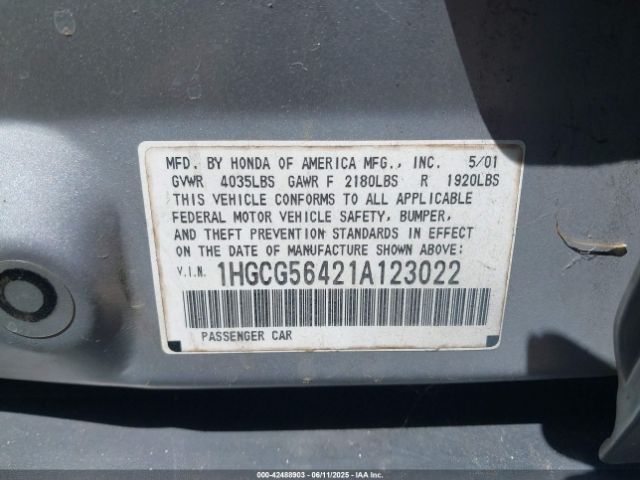 MFD. BY HONDA OF AMERICA MFG., INC. 5/01
GVWR 4035LBS GAWR F 2180LBS R 1920LBS
THIS VEHICLE CONFORMS TO ALL APPLICABLE
FEDERAL MOTOR VEHICLE SAFETY, BUMPER,
AND THEFT PREVENTION STANDARDS IN EFFECT
ON THE DATE OF MANUFACTURE SHOWN ABOVE:
V.I.N. 1HGCG56421A123022
PASSENGER CAR
000-42488903 - 06/11/2025 - IAA Inc.